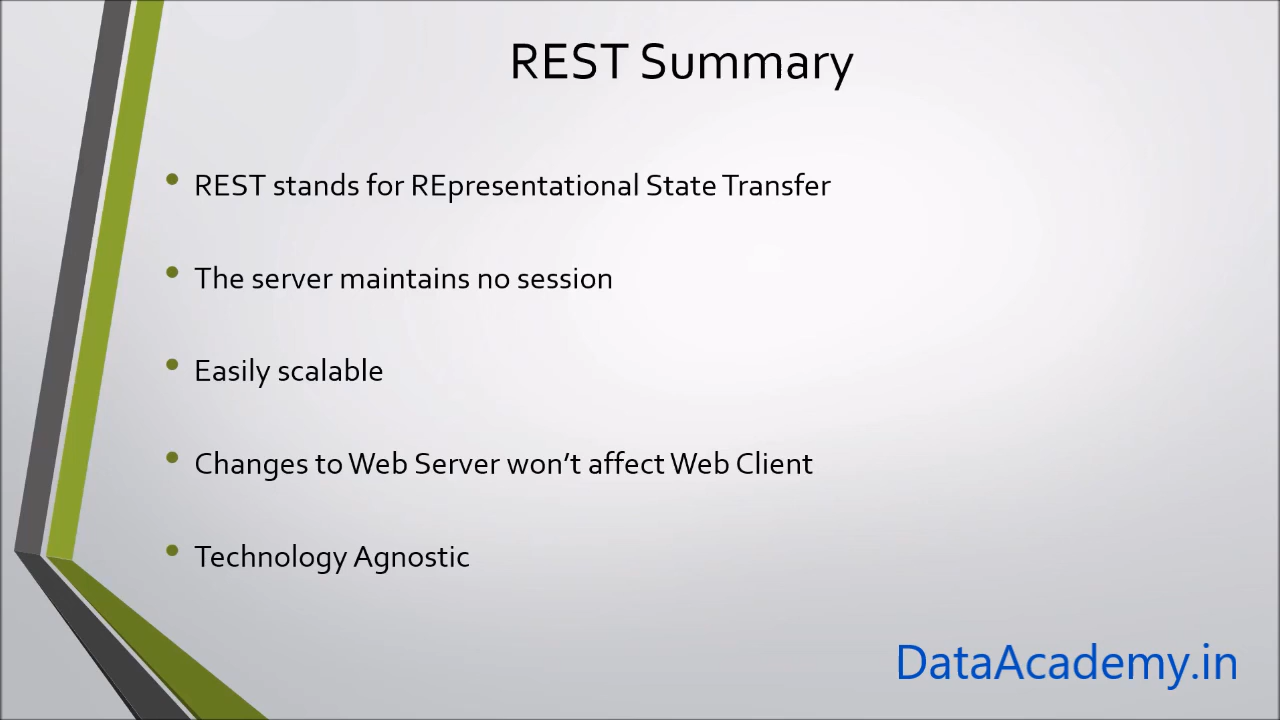 REST Summary
REST stands for REpresentational State Transfer
The server maintains no session
Easily scalable
Changes to Web Server won’t affect Web Client
Technology Agnostic
DataAcademy.in